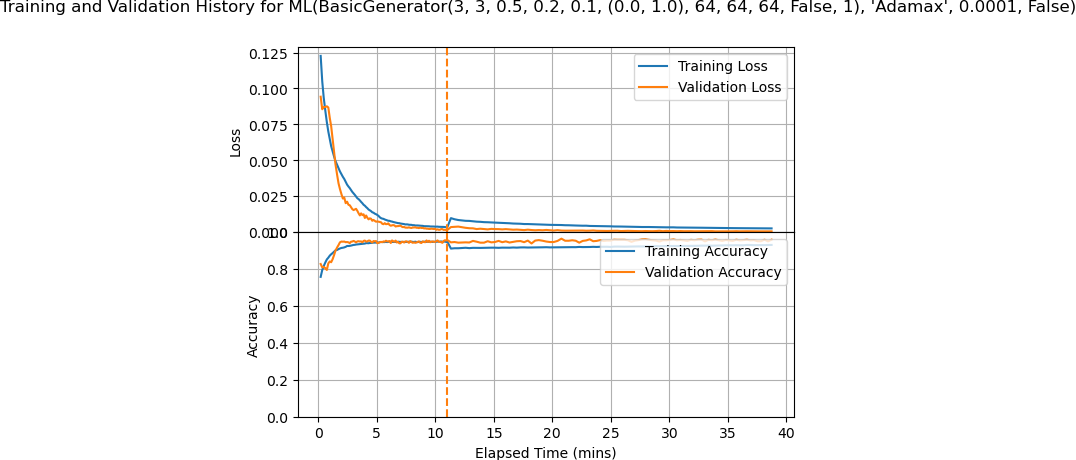 Training and Validation History for ML(BasicGenerator(3, 3, 0.5, 0.2, 0.1, (0.0, 1.0), 64, 64, 64, False, 1), 'Adamax', 0.0001, False)
0.125
0.100
0.075
0.050
0.025
0.000
Loss
Training Loss
Validation Loss
1.0
0.8
0.6
0.4
0.2
0.0
Accuracy
Training Accuracy
Validation Accuracy
0 5 10 15 20 25 30 35 40
Elapsed Time (mins)